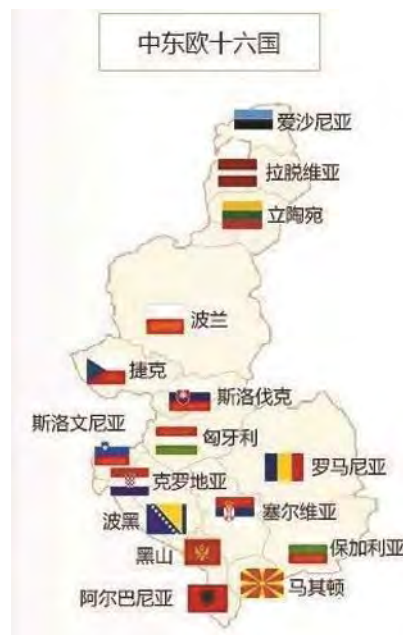 中东欧十六国
爱沙尼亚
拉脱维亚
立陶宛
波兰
捷克
斯洛伐克
斯洛文尼亚
匈牙利
罗马尼亚
克罗地亚
塞尔维亚
波黑
保加利亚
黑山
马其顿
阿尔巴尼亚